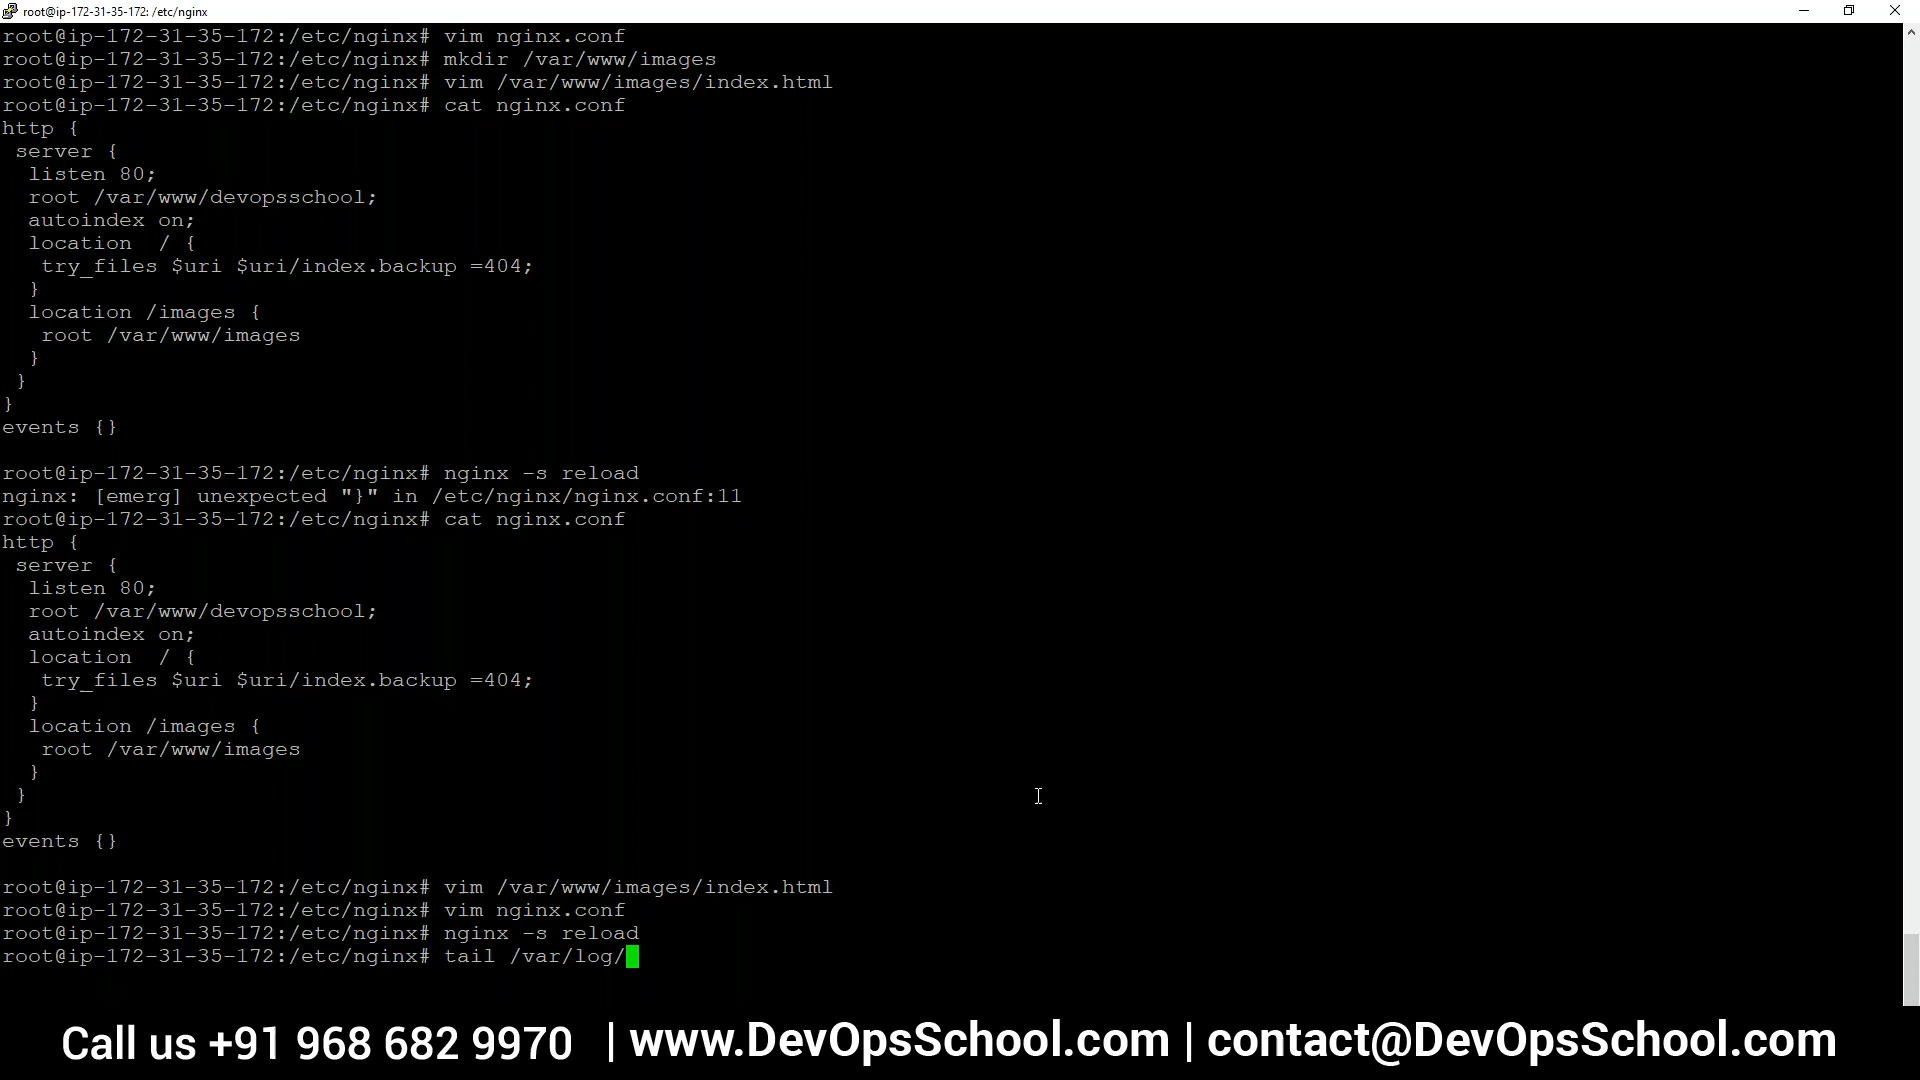 root@ip-172-31-35-172: /etc/nginx
root@ip-172-31-35-172:/etc/nginx# vim nginx.conf
root@ip-172-31-35-172:/etc/nginx# mkdir /var/www/images
root@ip-172-31-35-172:/etc/nginx# vim /var/www/images/index.html
root@ip-172-31-35-172:/etc/nginx# cat nginx.conf
http {
 server {
  listen 80;
  root /var/www/devopsschool;
  autoindex on;
  location  / {
   try_files $uri $uri/index.backup =404;
  }
  location /images {
   root /var/www/images
  }
 }
}
events {}
root@ip-172-31-35-172:/etc/nginx# nginx -s reload
nginx: [emerg] unexpected "}" in /etc/nginx/nginx.conf:11
root@ip-172-31-35-172:/etc/nginx# cat nginx.conf
http {
 server {
  listen 80;
  root /var/www/devopsschool;
  autoindex on;
  location  / {
   try_files $uri $uri/index.backup =404;
  }
  location /images {
   root /var/www/images
  }
 }
}
events {}
root@ip-172-31-35-172:/etc/nginx# vim /var/www/images/index.html
root@ip-172-31-35-172:/etc/nginx# vim nginx.conf
root@ip-172-31-35-172:/etc/nginx# nginx -s reload
root@ip-172-31-35-172:/etc/nginx# tail /var/log/
Call us +91 968 682 9970 | www.DevOpsSchool.com | contact@DevOpsSchool.com